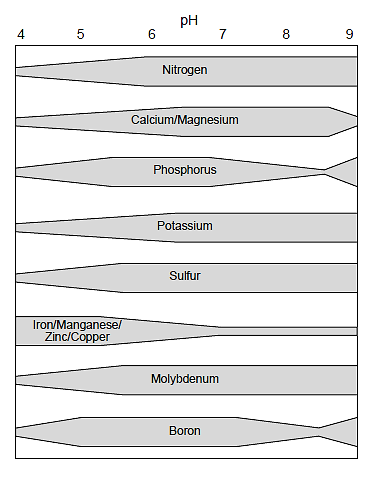 pH
4 5 6 7 8 9
Nitrogen
Calcium/Magnesium
Phosphorus
Potassium
Sulfur
Iron/Manganese/
Zinc/Copper
Molybdenum
Boron